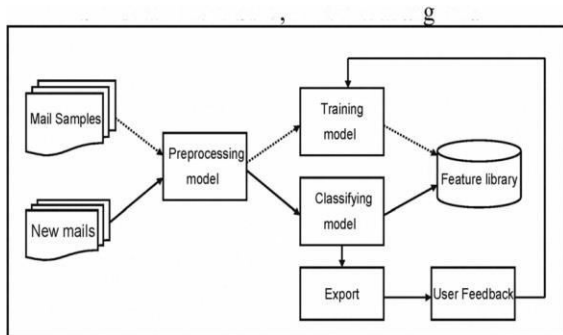 , g
Mail Samples
Training
model
Preprocessing
model
Feature library
New mails
Classifying
model
Export
User Feedback